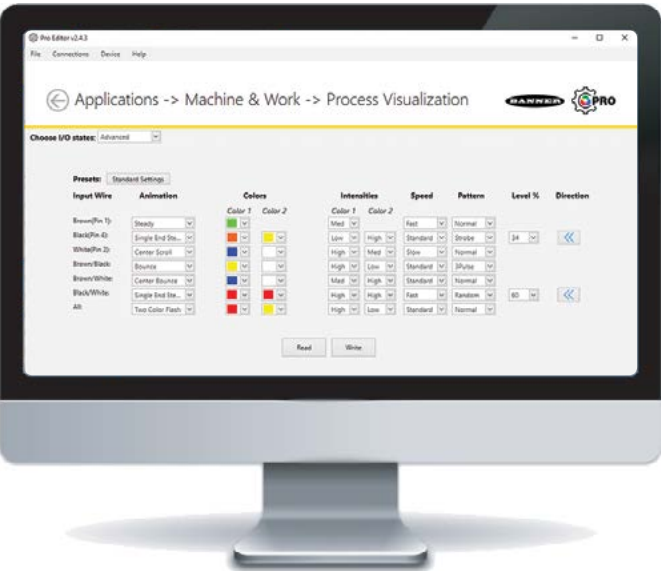 Pro Editor v2.4.3
File Connections Device Help
Applications -> Machine & Work -> Process Visualization
BANNER PRO
Choose I/O states: Advanced
Presets: Standard Settings
Input Wire Animation Colors Intensities Speed Pattern Level % Direction
Color 1 Color 2 Color 1 Color 2
Brown(Pin 1): Steady Med Fast Normal
Black(Pin 4): Single End Ste... Low High Standard Strobe 34
White(Pin 2): Center Scroll High Med Slow Normal
Brown/Black: Bounce High Low Standard 3Pulse
Brown/White: Center Bounce Med High Standard Normal
Black/White: Single End Ste... High High Fast Random 60
All: Two Color Flash High Low Standard Normal
Read Write